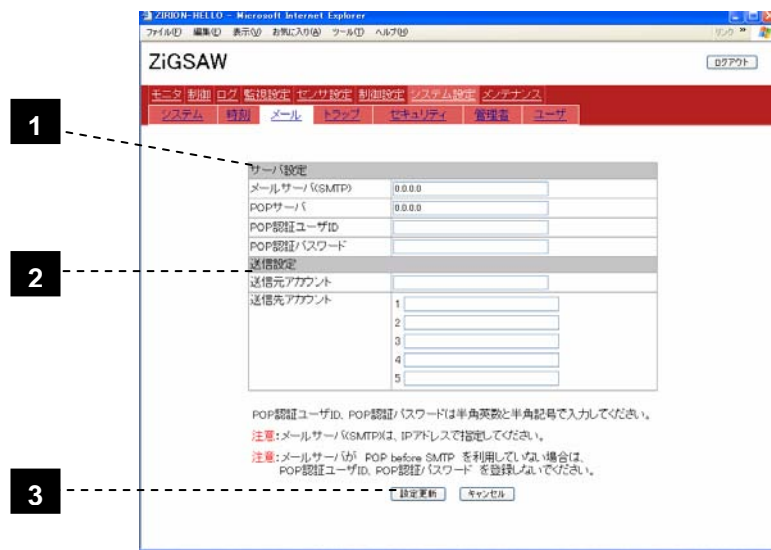 ZIRION-HELLO - Microsoft Internet Explorer
ファイル(F) 編集(E) 表示(V) お気に入り(A) ツール(T) ヘルプ(H) リンク »
ZiGSAW ログアウト
モニタ 制御 ログ 監視設定 センサ設定 制御設定 システム設定 メンテナンス
システム 時刻 メール トラップ セキュリティ 管理者 ユーザ
1
サーバ設定
メールサーバ(SMTP) 0.0.0.0
POPサーバ 0.0.0.0
POP認証ユーザID
POP認証パスワード
2 送信設定
送信元アカウント
送信先アカウント 1
2
3
4
5
POP認証ユーザID、POP認証パスワードは半角英数と半角記号で入力してください。
注意:メールサーバ(SMTP)は、IPアドレスで指定してください。
注意:メールサーバが POP before SMTP を利用していない場合は、
POP認証ユーザID、POP認証パスワード を登録しないでください。
3 設定更新 キャンセル